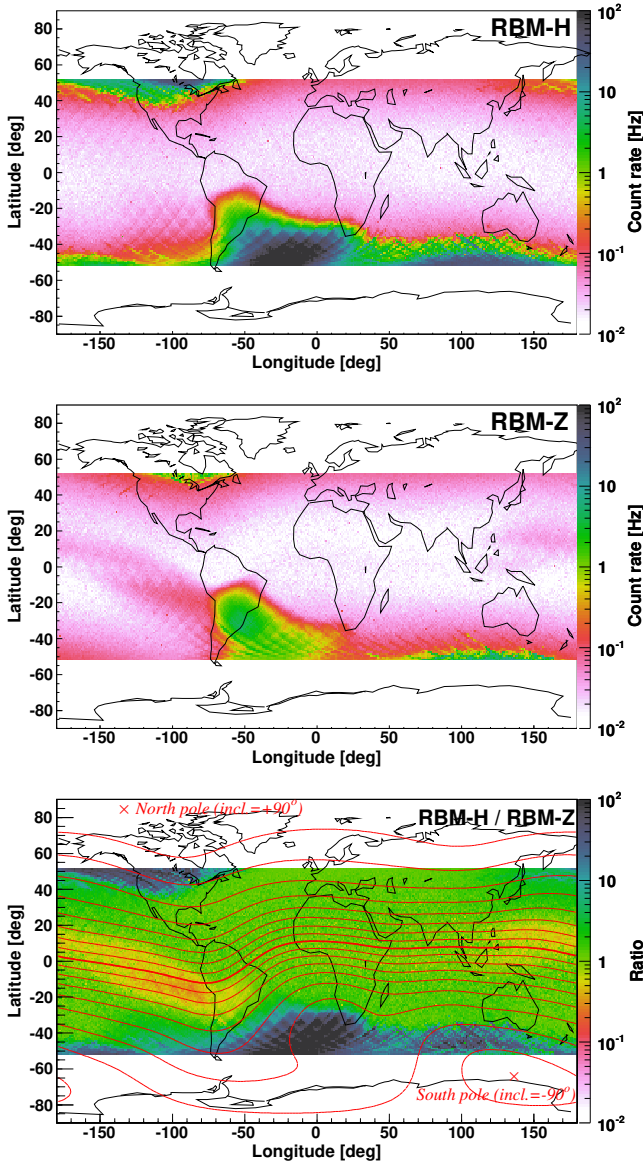 RBM-H
80
60
40
20
0
-20
-40
-60
-80
Latitude [deg]
-150 -100 -50 0 50 100 150
Longitude [deg]
10²
10
1
10⁻¹
10⁻²
Count rate [Hz]
RBM-Z
80
60
40
20
0
-20
-40
-60
-80
Latitude [deg]
-150 -100 -50 0 50 100 150
Longitude [deg]
10²
10
1
10⁻¹
10⁻²
Count rate [Hz]
North pole (incl.=+90°)
RBM-H / RBM-Z
80
60
40
20
0
-20
-40
-60
-80
Latitude [deg]
South pole (incl.=-90°)
-150 -100 -50 0 50 100 150
Longitude [deg]
10²
10
1
10⁻¹
10⁻²
Ratio